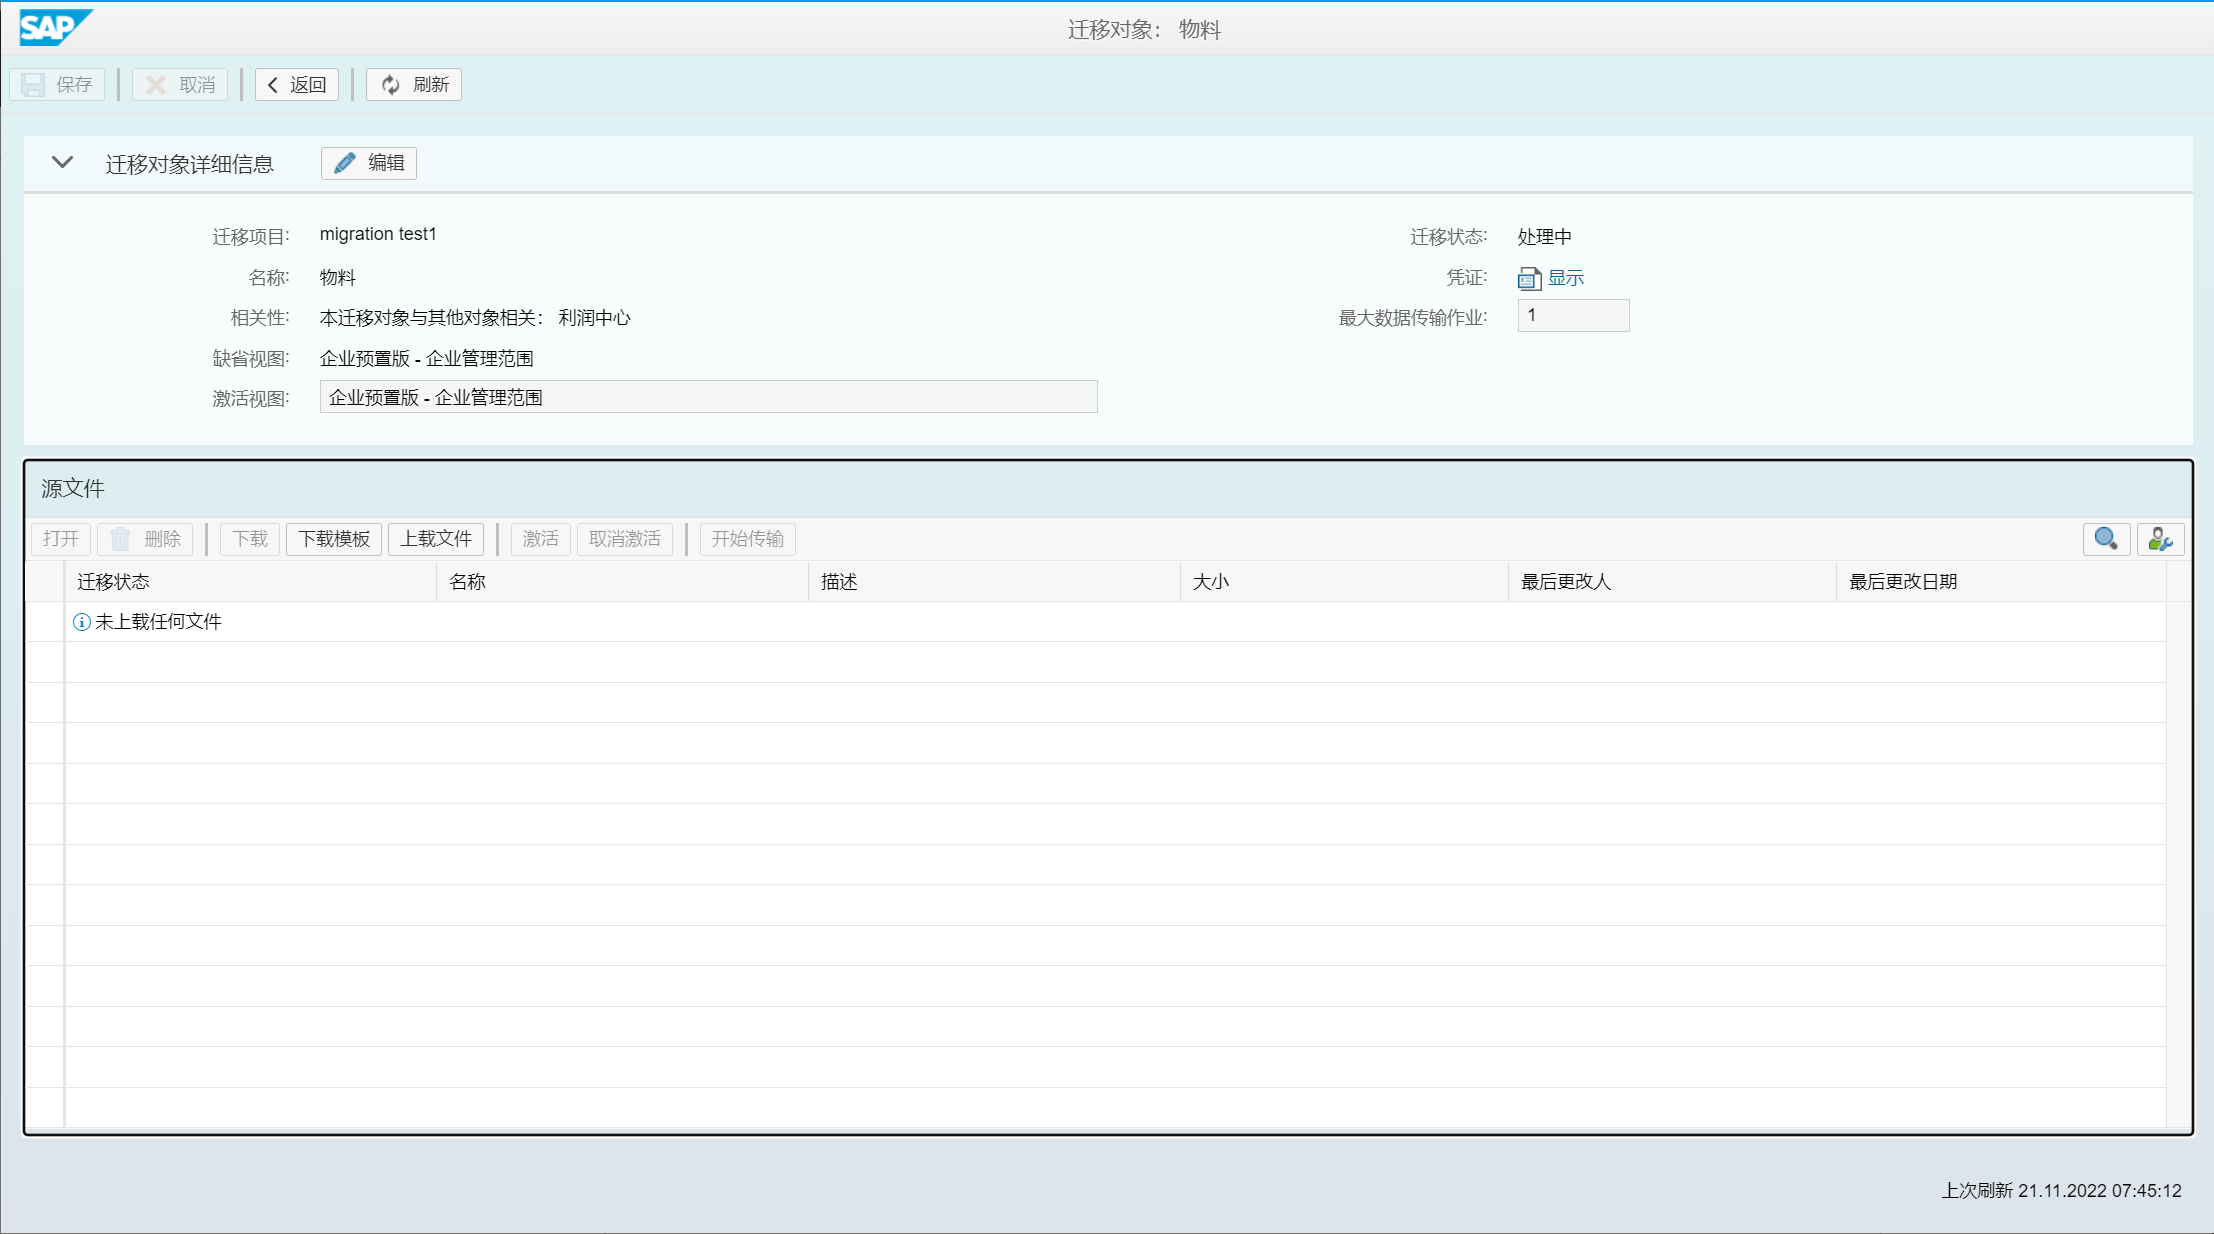 SAP
迁移对象： 物料
保存 取消 返回 刷新
迁移对象详细信息 编辑
迁移项目: migration test1 迁移状态: 处理中
名称: 物料 凭证: 显示
相关性: 本迁移对象与其他对象相关： 利润中心 最大数据传输作业: 1
缺省视图: 企业预置版 - 企业管理范围
激活视图: 企业预置版 - 企业管理范围
源文件
打开 删除 下载 下载模板 上载文件 激活 取消激活 开始传输
迁移状态 名称 描述 大小 最后更改人 最后更改日期
未上载任何文件
上次刷新 21.11.2022 07:45:12